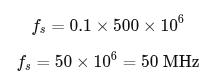 f_s = 0.1 × 500 × 10^6
f_s = 50 × 10^6 = 50 MHz